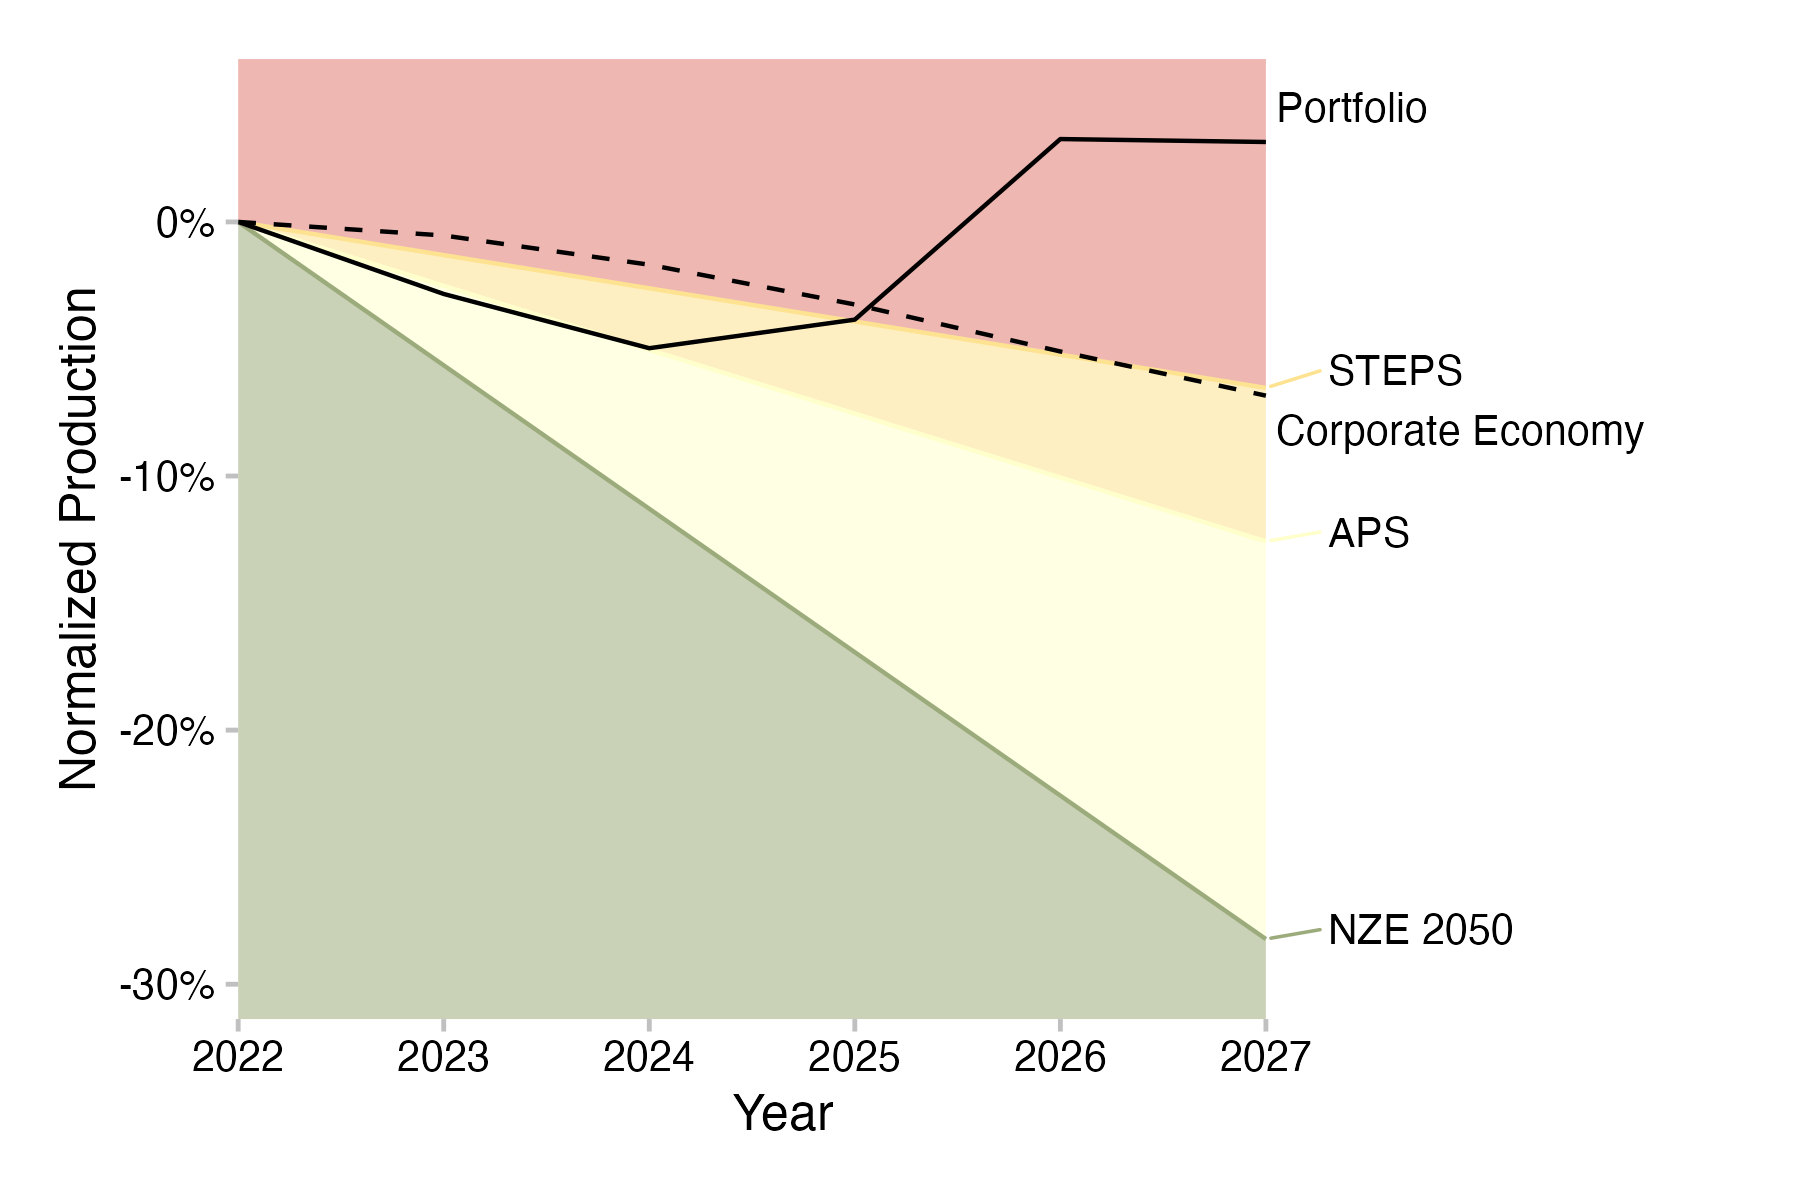 Portfolio
0%
STEPS
Corporate Economy
-10%
APS
-20%
NZE 2050
-30%
Normalized Production
2022 2023 2024 2025 2026 2027
Year